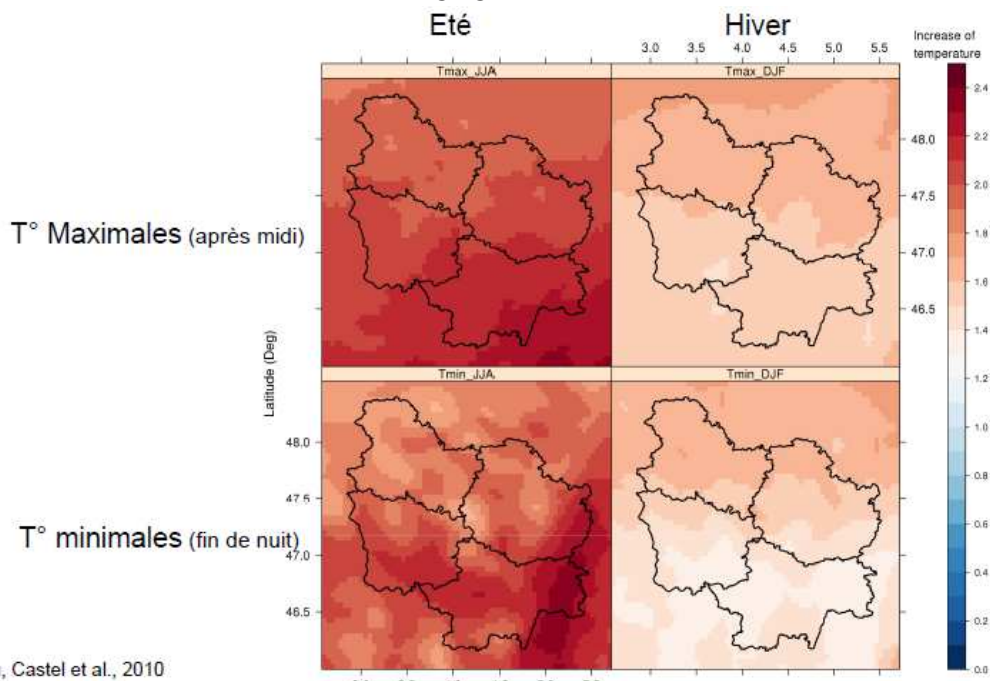 Eté
Hiver
3.0 3.5 4.0 4.5 5.0 5.5
Increase of
temperature
Tmax_JJA
Tmax_DJF
48.0
47.5
47.0
46.5
T° Maximales (après midi)
Latitude (Deg)
Tmin_JJA
Tmin_DJF
48.0
47.5
47.0
46.5
T° minimales (fin de nuit)
2.4
2.2
2.0
1.8
1.6
1.4
1.2
1.0
0.8
0.6
0.4
0.2
0.0
, Castel et al., 2010